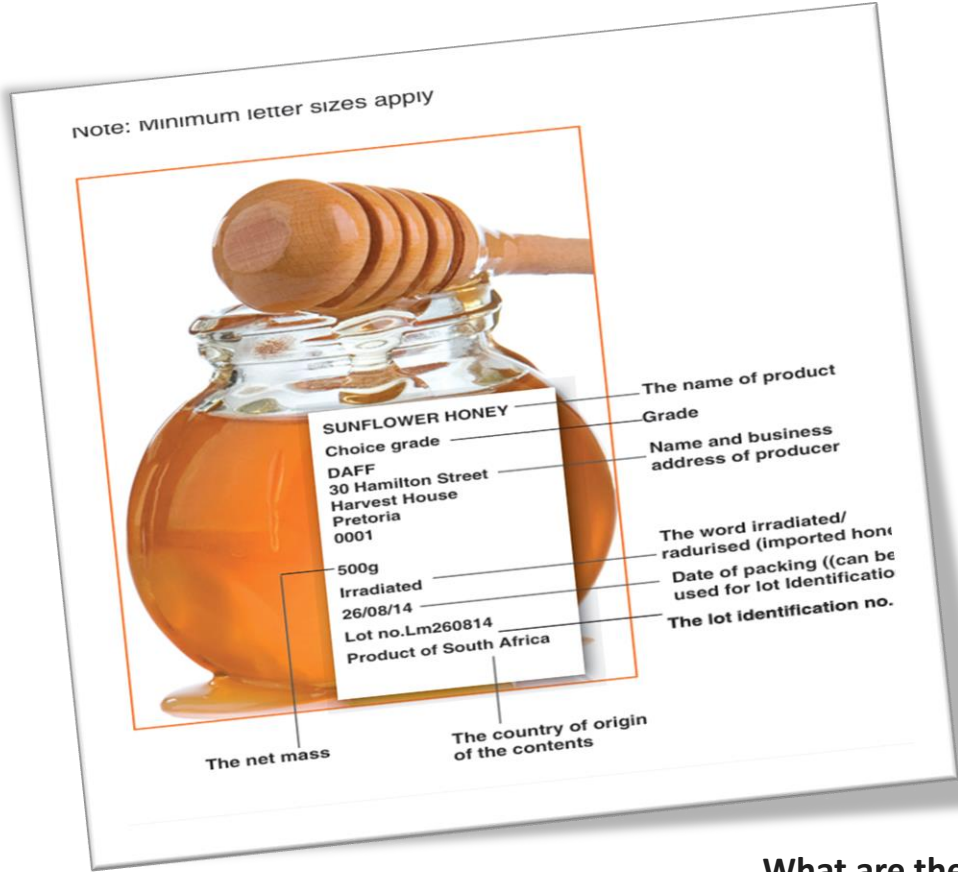 Note: Minimum letter sizes apply
SUNFLOWER HONEY
Choice grade
DAFF
30 Hamilton Street
Harvest House
Pretoria
0001
500g
Irradiated
26/08/14
Lot no.Lm260814
Product of South Africa
The name of product
Grade
Name and business
address of producer
The word irradiated/
radurised (imported
Date of packing ((can be
used for lot
The lot identification no.
The net mass
The country of origin
of the contents
What are the